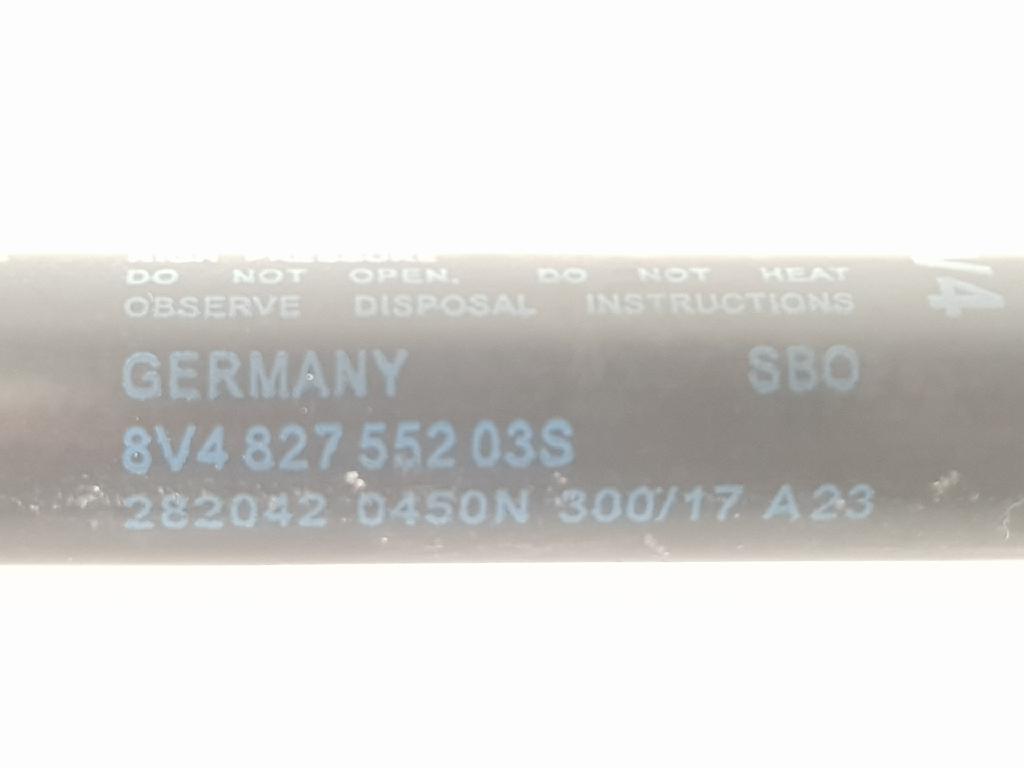 DO NOT OPEN. DO NOT HEAT
OBSERVE DISPOSAL INSTRUCTIONS
GERMANY SBO
8V4 827 552 03S
282042 0450N 300/17 A23
V4